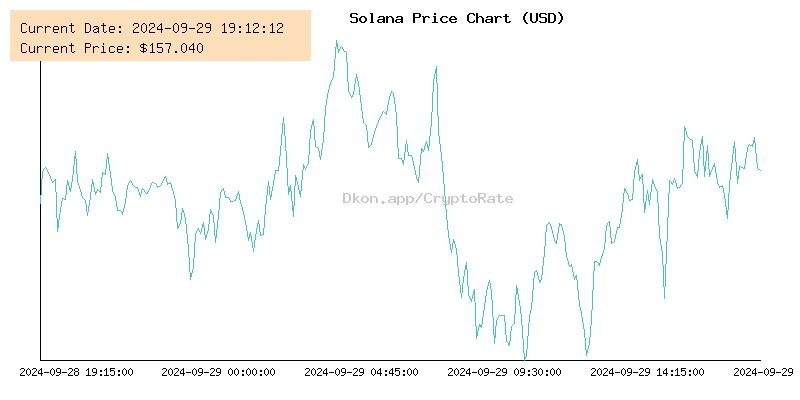 Solana Price Chart (USD)
Current Date: 2024-09-29 19:12:12
Current Price: $157.040
Dkon.app/CryptoRate
2024-09-28 19:15:00 2024-09-29 00:00:00 2024-09-29 04:45:00 2024-09-29 09:30:00 2024-09-29 14:15:00 2024-09-29